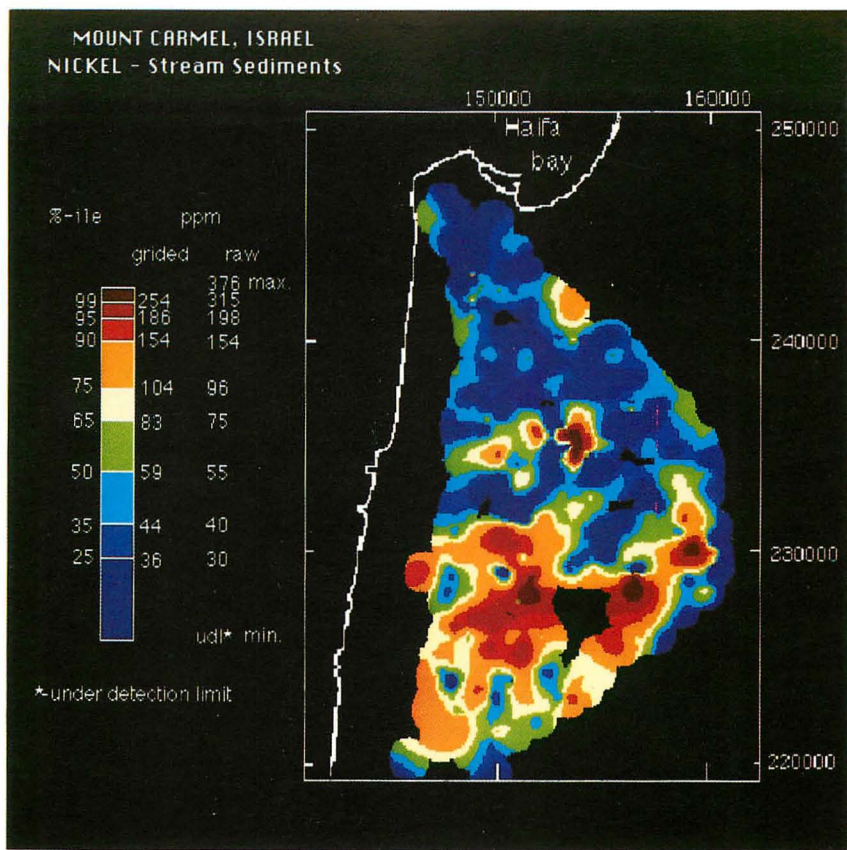 MOUNT CARMEL, ISRAEL
NICKEL - Stream Sediments
150000 160000
Haifa
bay
250000
240000
230000
220000
%-ile ppm
grided raw
376 max.
99 254 315
95 186 198
90 154 154
75 104 96
65 83 75
50 59 55
35 44 40
25 36 30
udl* min.
*-under detection limit